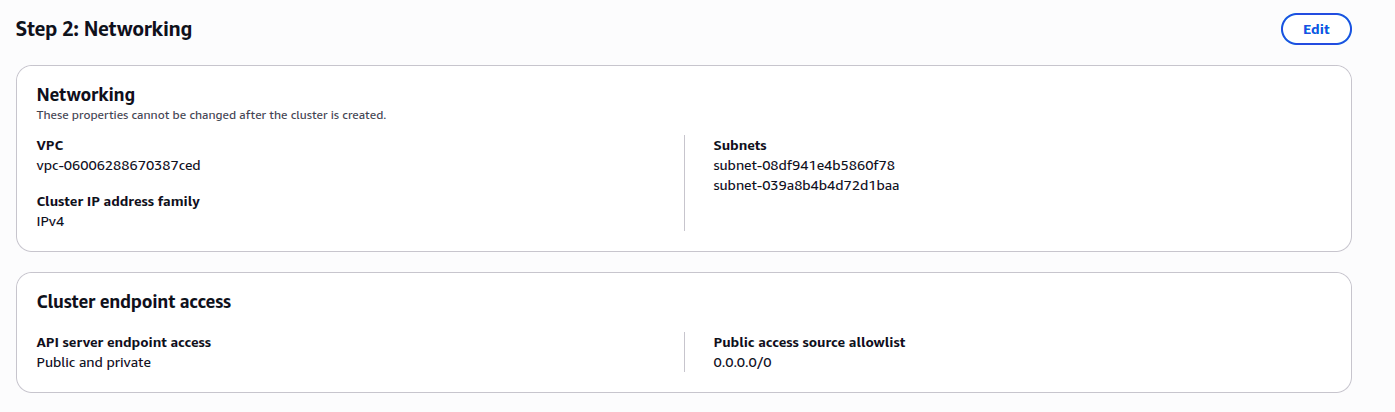 Step 2: Networking
Edit
Networking
These properties cannot be changed after the cluster is created.
VPC
vpc-06006288670387ced
Cluster IP address family
IPv4
Subnets
subnet-08df941e4b5860f78
subnet-039a8b4b4d72d1baa
Cluster endpoint access
API server endpoint access
Public and private
Public access source allowlist
0.0.0.0/0